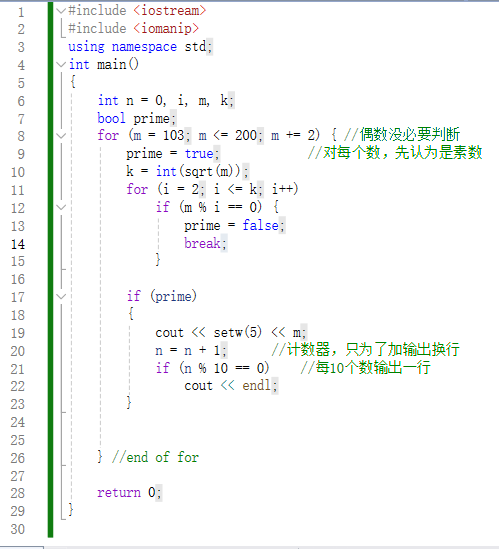 1 #include <iostream>
2 #include <iomanip>
3 using namespace std;
4 int main()
5 {
6 int n = 0, i, m, k;
7 bool prime;
8 for (m = 103; m <= 200; m += 2) { //偶数没必要判断
9 prime = true; //对每个数，先认为是素数
10 k = int(sqrt(m));
11 for (i = 2; i <= k; i++)
12 if (m % i == 0) {
13 prime = false;
14 break;
15 }
16
17 if (prime)
18 {
19 cout << setw(5) << m;
20 n = n + 1; //计数器，只为了加输出换行
21 if (n % 10 == 0) //每10个数输出一行
22 cout << endl;
23 }
24
25
26 } //end of for
27
28 return 0;
29 }
30